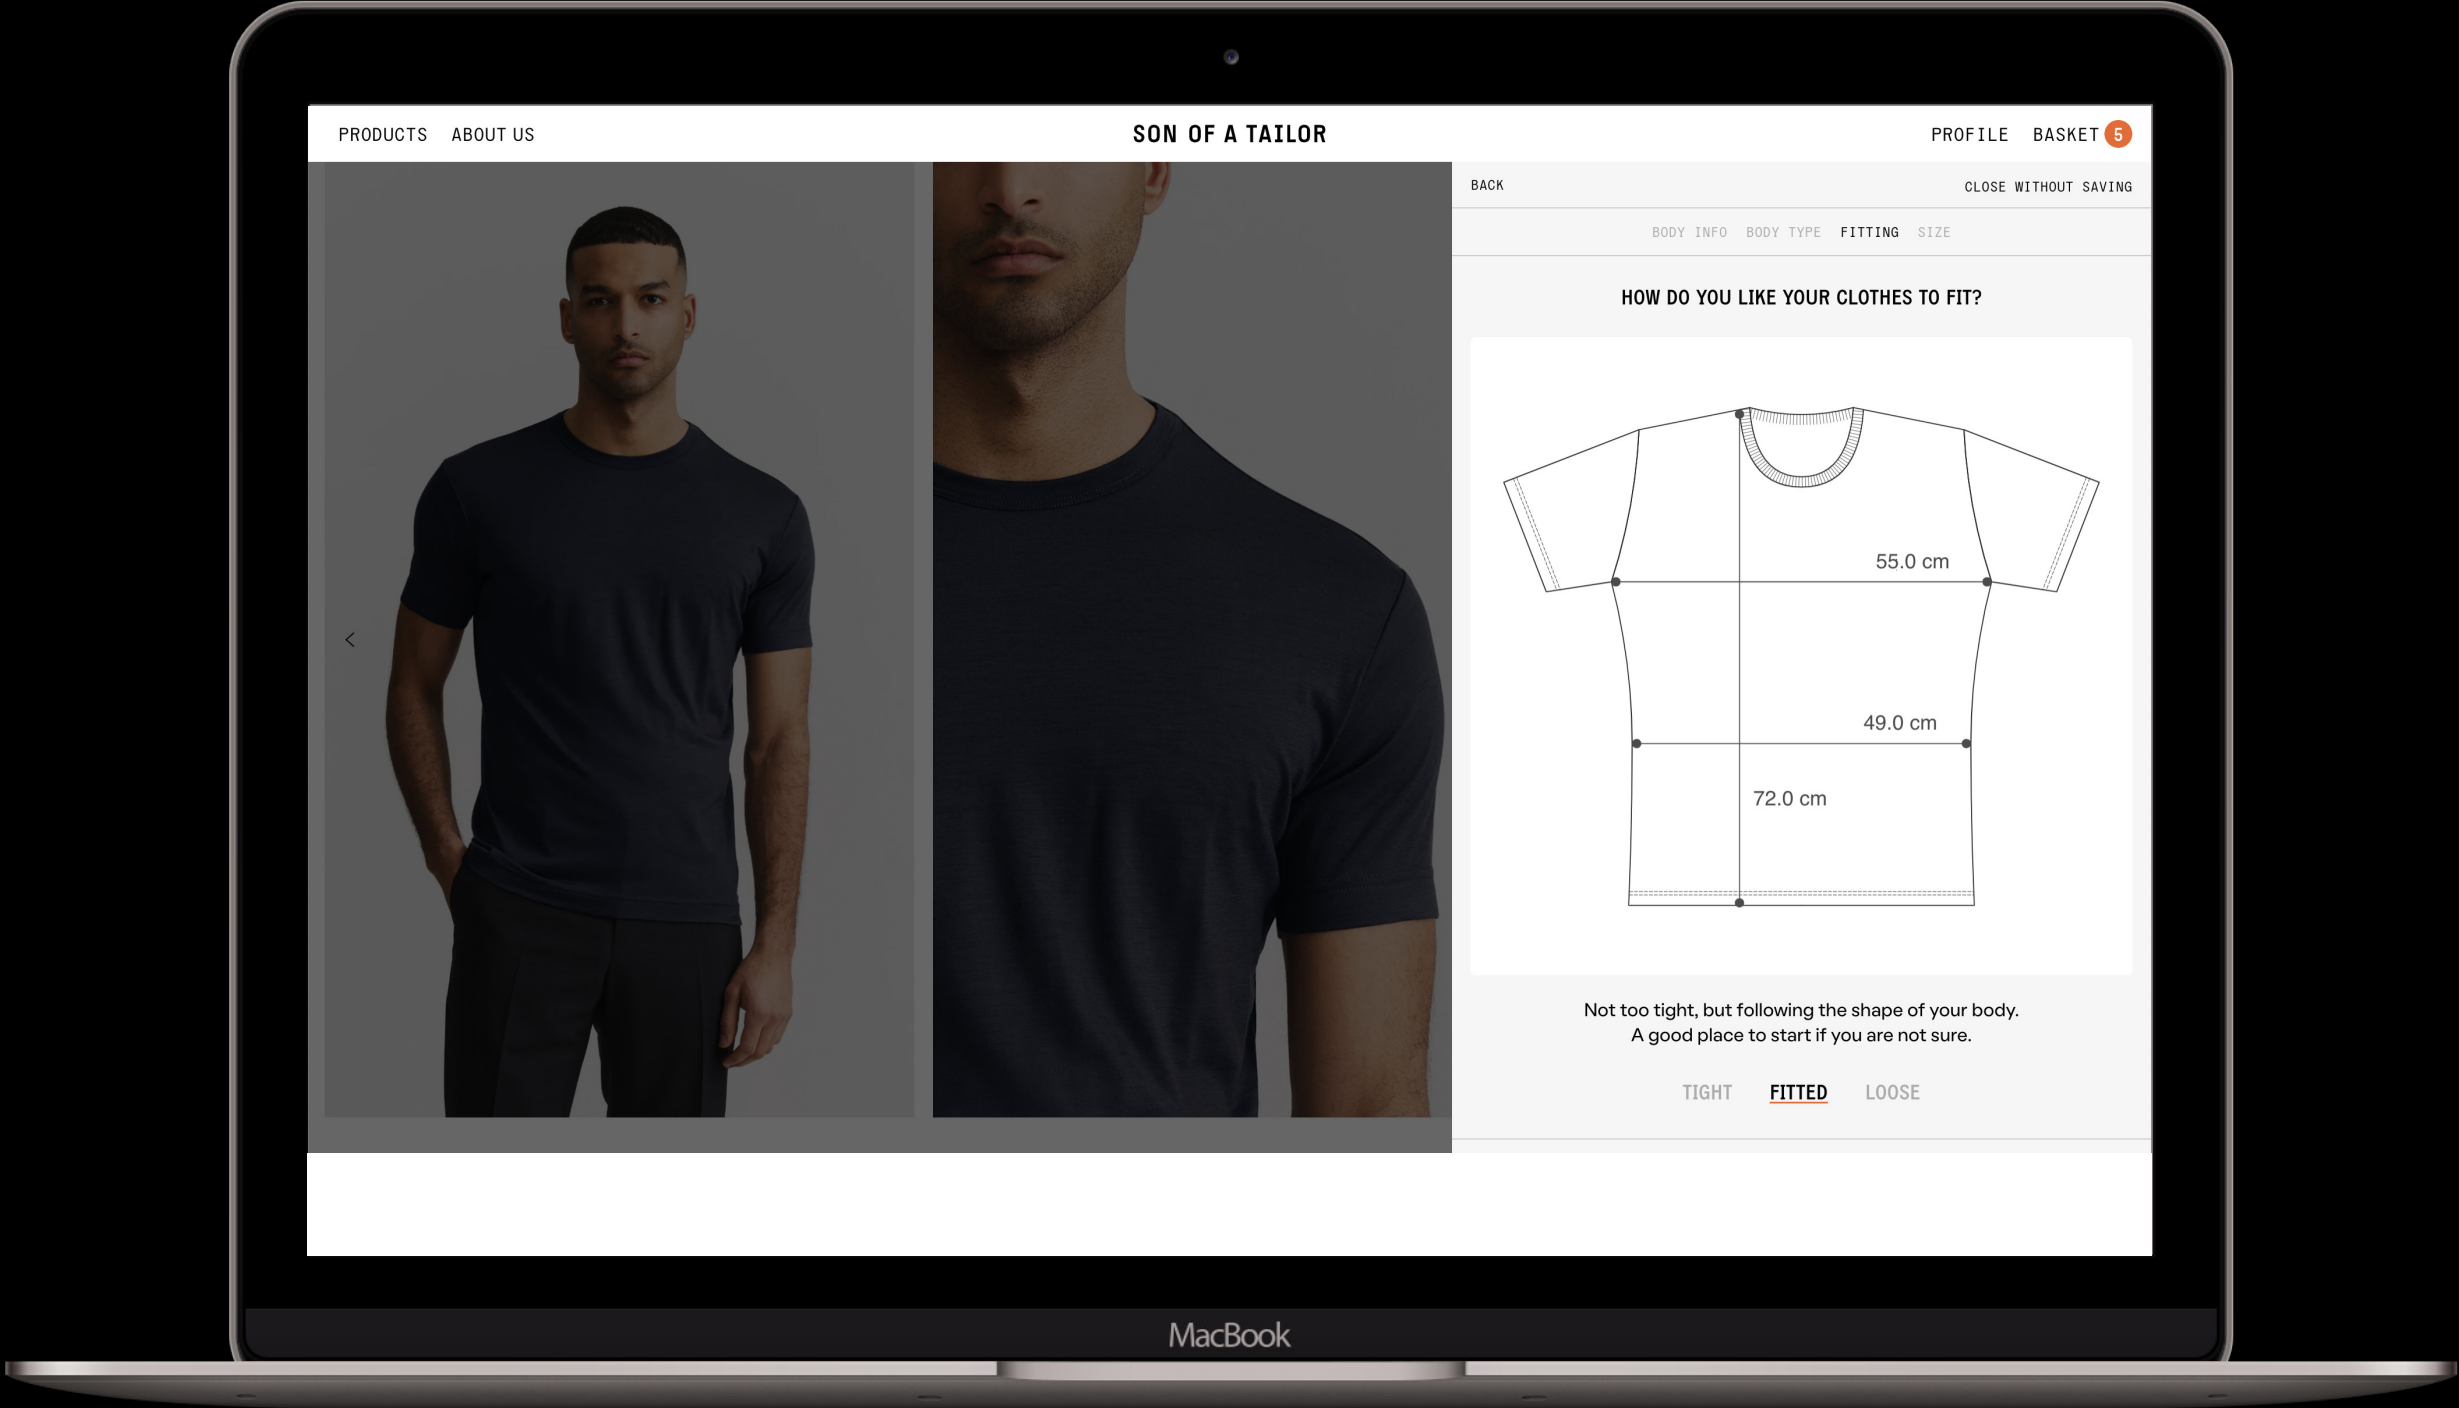 PRODUCTS ABOUT US SON OF A TAILOR PROFILE BASKET 5
BACK CLOSE WITHOUT SAVING
BODY INFO BODY TYPE FITTING SIZE
HOW DO YOU LIKE YOUR CLOTHES TO FIT?
55.0 cm
49.0 cm
72.0 cm
Not too tight, but following the shape of your body.
A good place to start if you are not sure.
TIGHT FITTED LOOSE
MacBook